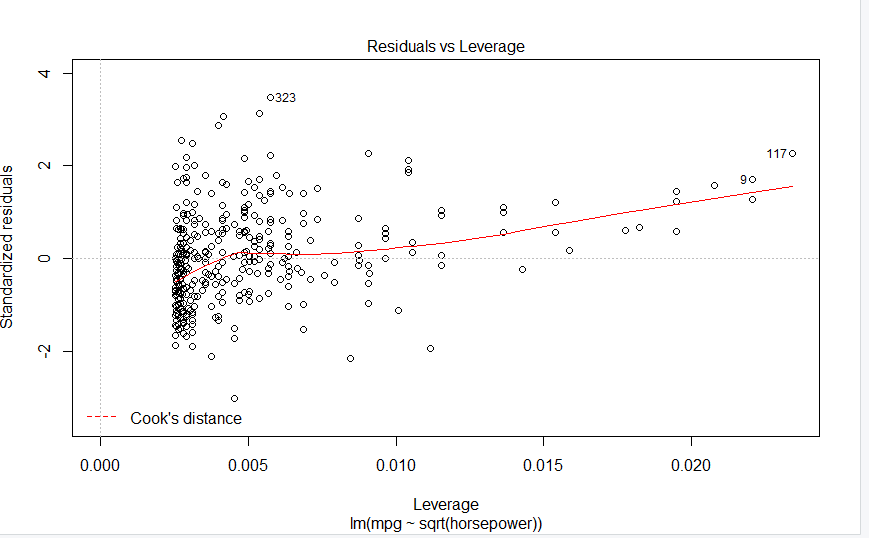 Residuals vs Leverage
Standardized residuals
4
2
0
-2
323
117
9
Cook's distance
0.000 0.005 0.010 0.015 0.020
Leverage
lm(mpg ~ sqrt(horsepower))